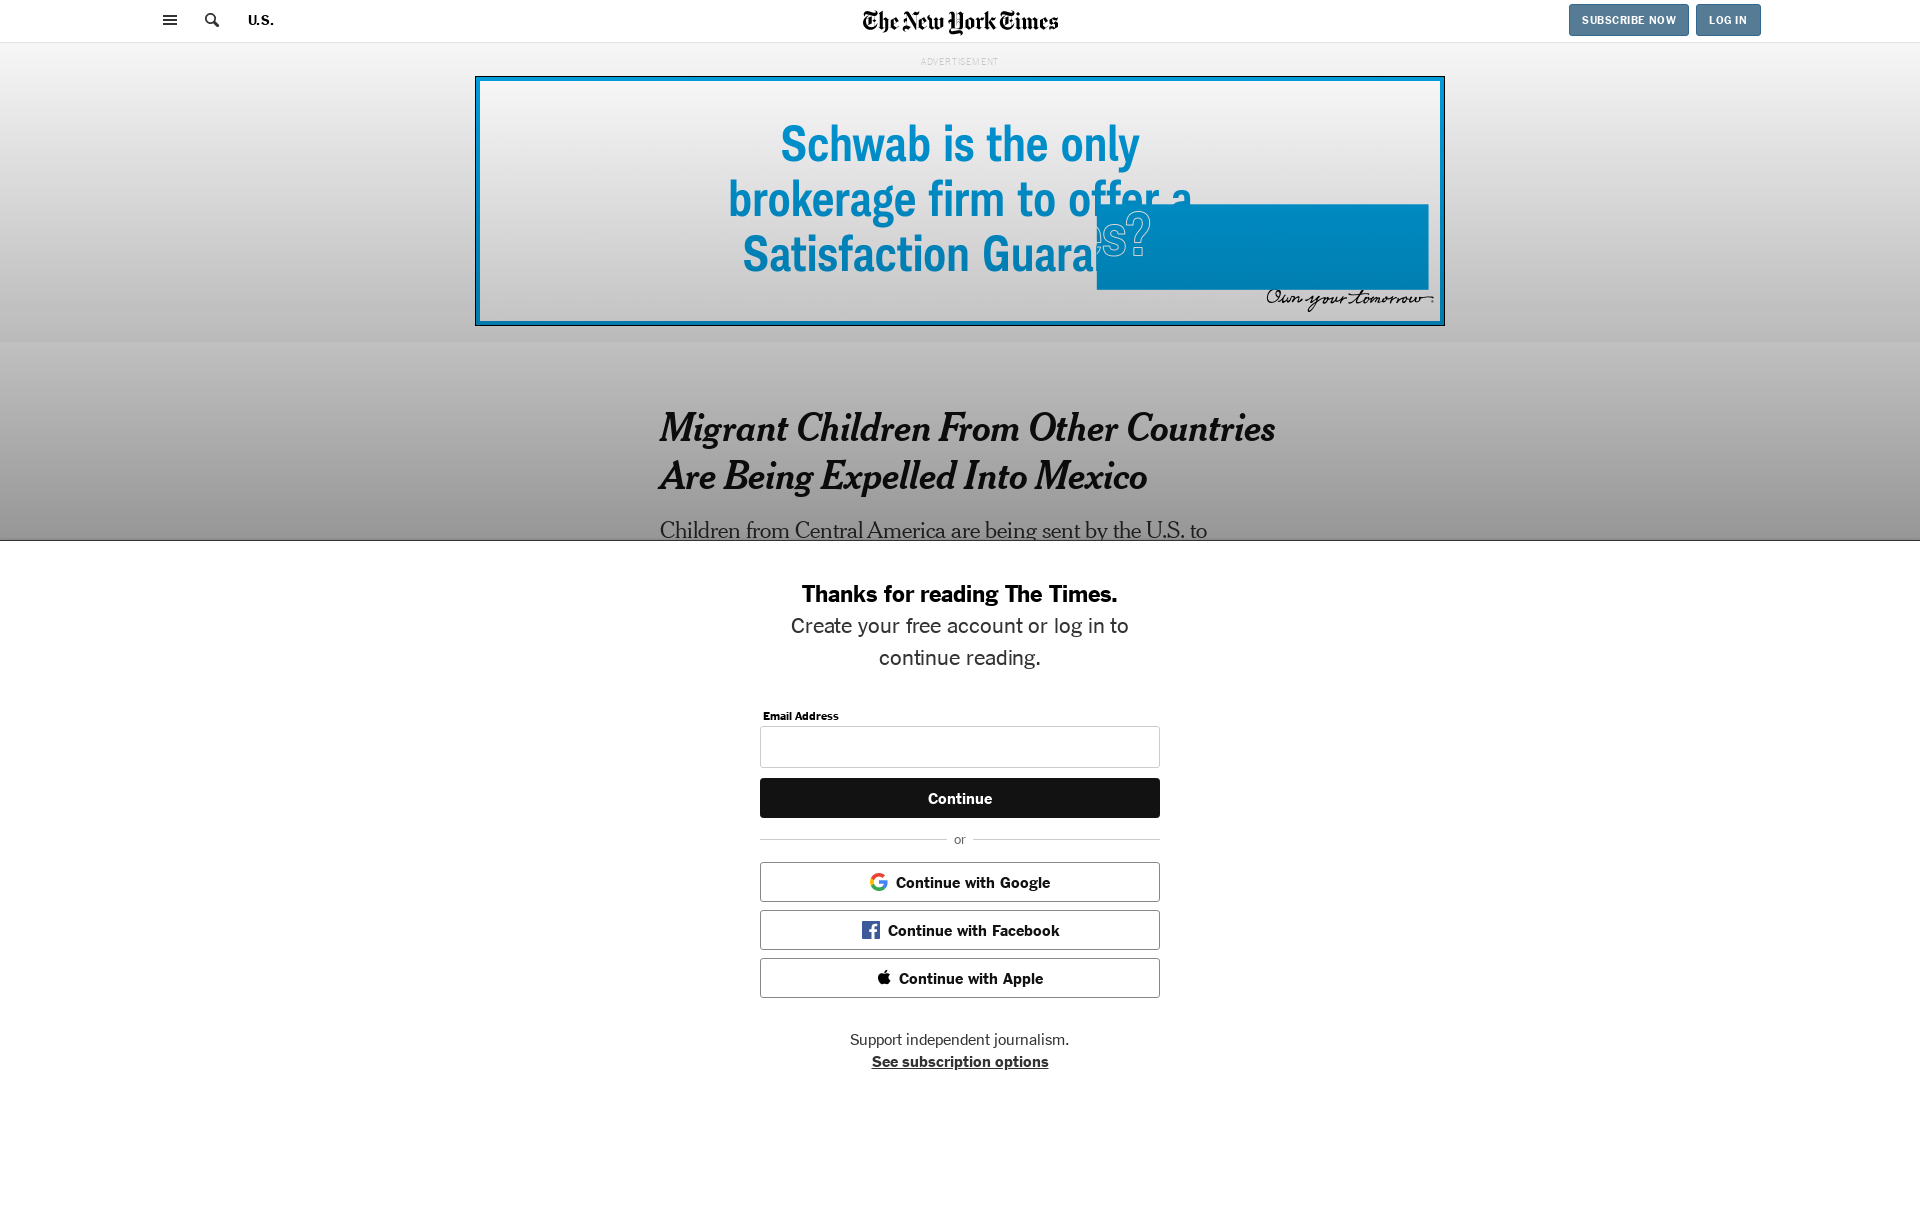 U.S.
The New York Times
SUBSCRIBE NOW
LOG IN
ADVERTISEMENT
Schwab is the only
brokerage firm to offer a
Satisfaction
es?
Own your tomorrow
Migrant Children From Other Countries
Are Being Expelled Into Mexico
Children from Central America are being sent by the U.S. to
Thanks for reading The Times.
Create your free account or log in to
continue reading.
Email Address
Continue
or
Continue with Google
Continue with Facebook
Continue with Apple
Support independent journalism.
See subscription options